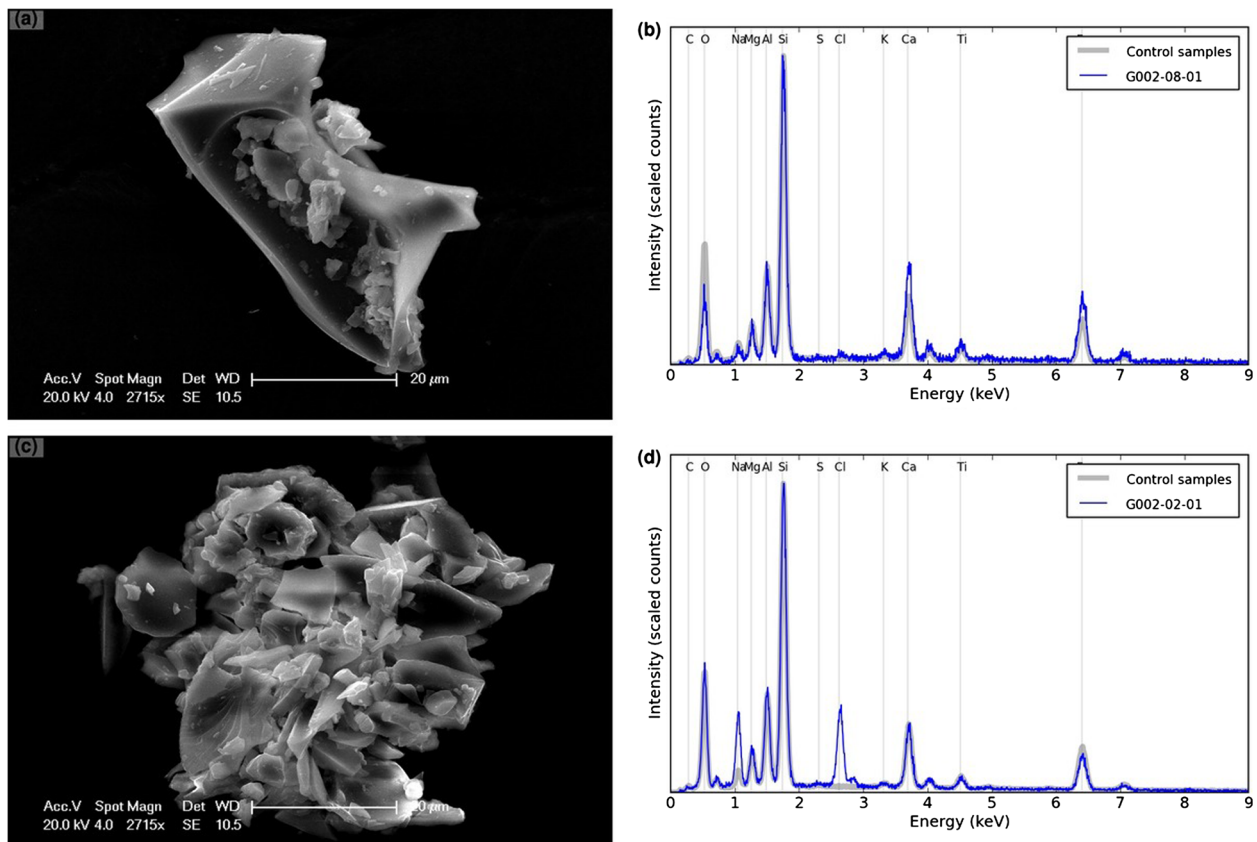 (a)
Acc.V Spot Magn Det WD
20.0 kV 4.0 2715x SE 10.5
20 µm
(b)
C O Na Mg Al Si S Cl K Ca Ti
Control samples
G002-08-01
Intensity (scaled counts)
0 1 2 3 4 5 6 7 8 9
Energy (keV)
(c)
Acc.V Spot Magn Det WD
20.0 kV 4.0 2715x SE 10.5
20 µm
(d)
C O Na Mg Al Si S Cl K Ca Ti
Control samples
G002-02-01
Intensity (scaled counts)
0 1 2 3 4 5 6 7 8 9
Energy (keV)